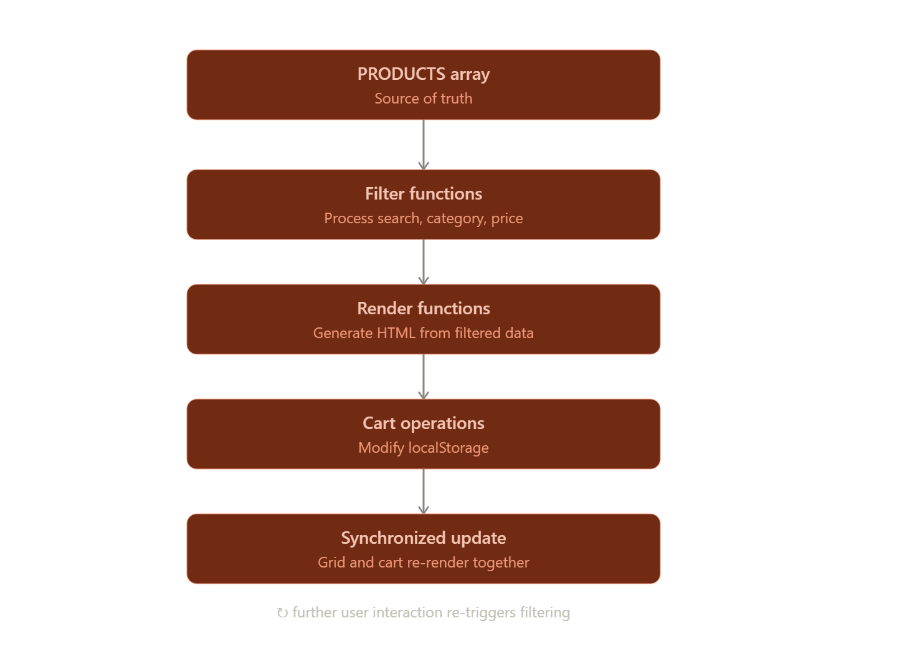 PRODUCTS array
Source of truth
Filter functions
Process search, category, price
Render functions
Generate HTML from filtered data
Cart operations
Modify localStorage
Synchronized update
Grid and cart re-render together
↻ further user interaction re-triggers filtering